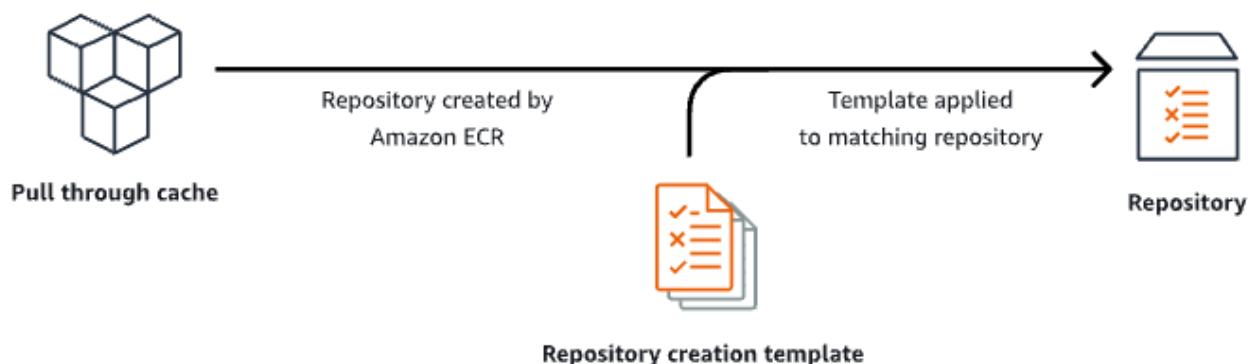 Repository created by
Amazon ECR
Template applied
to matching repository
Pull through cache
Repository
Repository creation template